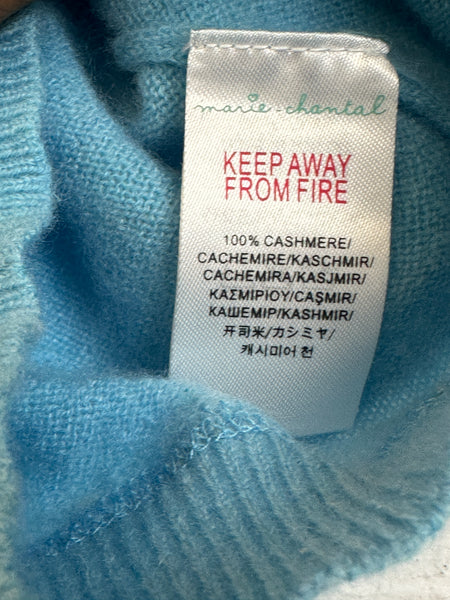 marie-chantal
KEEP AWAY
FROM FIRE
100% CASHMERE/
CACHEMIRE/KASCHMIR/
CACHEMIRA/KASJMIR/
ΚΑΣΜΙΡΙΟΥ/CAŞMIR/
КАШЕМІР/KASHMIR/
开司米/カシミヤ/
캐시미어 천